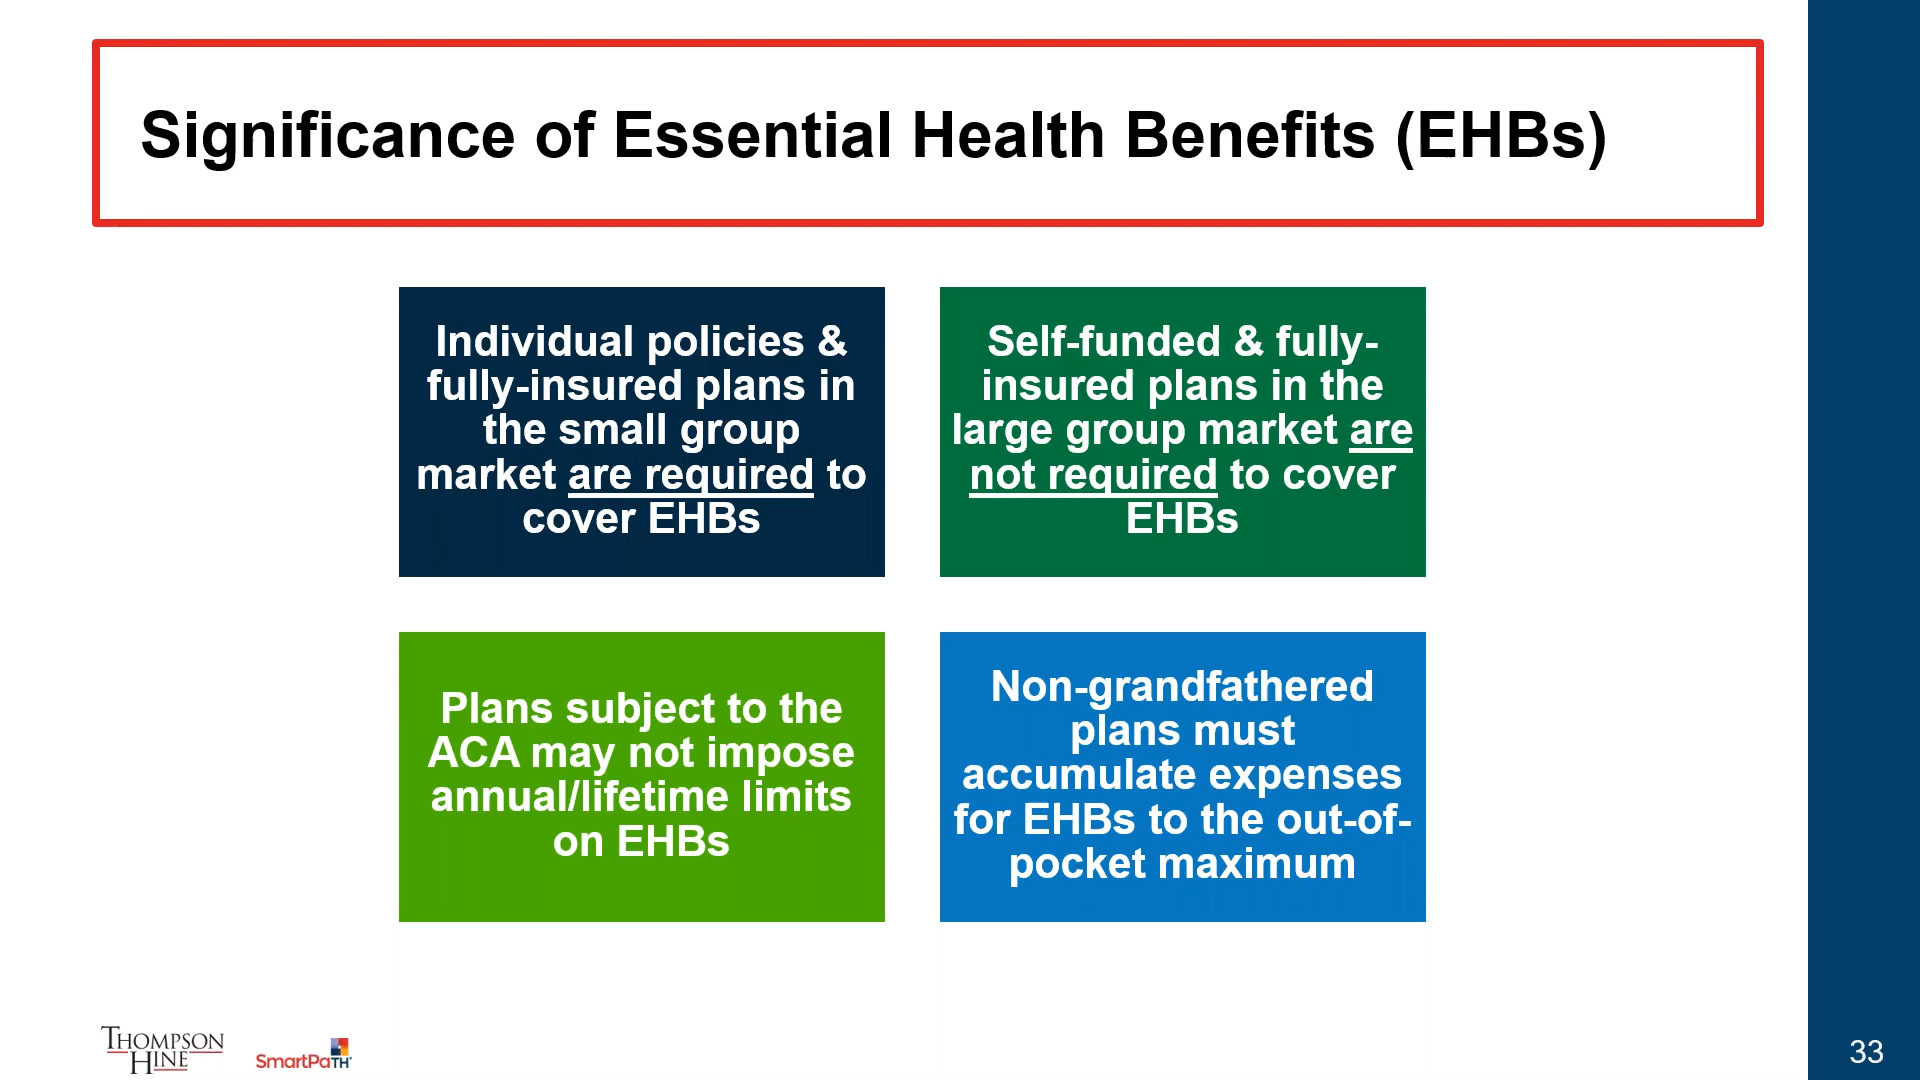 Significance of Essential Health Benefits (EHBs)
Individual policies &
fully-insured plans in
the small group
market are required to
cover EHBs
Self-funded & fully-
insured plans in the
large group market are
not required to cover
EHBs
Plans subject to the
ACA may not impose
annual/lifetime limits
on EHBs
Non-grandfathered
plans must
accumulate expenses
for EHBs to the out-of-
pocket maximum
THOMPSON
HINE
SmartPaTH
33